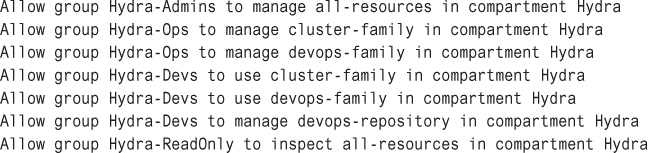 Allow group Hydra-Admins to manage all-resources in compartment Hydra
Allow group Hydra-Ops to manage cluster-family in compartment Hydra
Allow group Hydra-Ops to manage devops-family in compartment Hydra
Allow group Hydra-Devs to use cluster-family in compartment Hydra
Allow group Hydra-Devs to use devops-family in compartment Hydra
Allow group Hydra-Devs to manage devops-repository in compartment Hydra
Allow group Hydra-ReadOnly to inspect all-resources in compartment Hydra